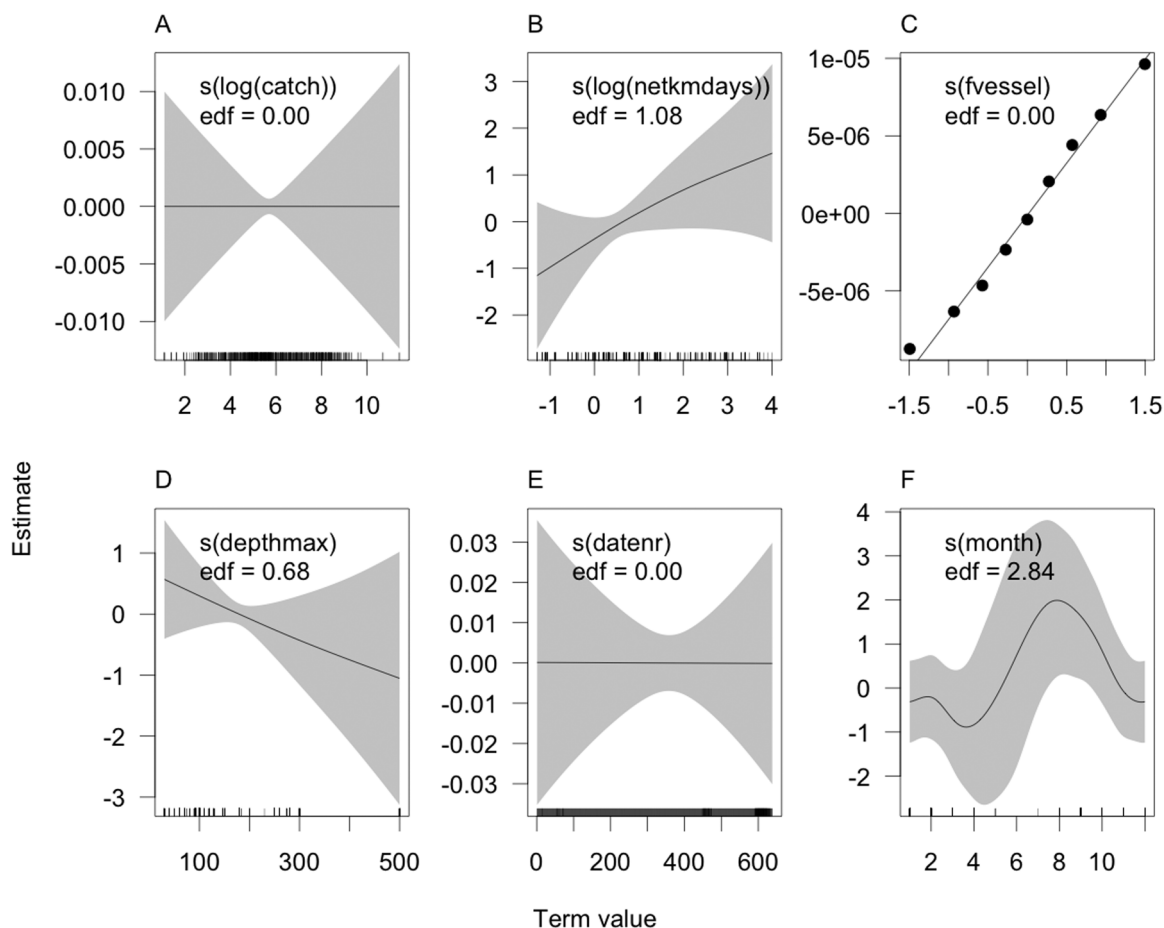 A
s(log(catch))
edf = 0.00
0.010
0.005
0.000
-0.005
-0.010
2 4 6 8 10
B
s(log(netkmdays))
edf = 1.08
3
2
1
0
-1
-2
-1 0 1 2 3 4
C
s(fvessel)
edf = 0.00
1e-05
5e-06
0e+00
-5e-06
-1.5 -0.5 0.5 1.5
Estimate
D
s(depthmax)
edf = 0.68
1
0
-1
-2
-3
100 300 500
E
s(datenr)
edf = 0.00
0.03
0.02
0.01
0.00
-0.01
-0.02
-0.03
0 200 400 600
F
s(month)
edf = 2.84
4
3
2
1
0
-1
-2
2 4 6 8 10
Term value